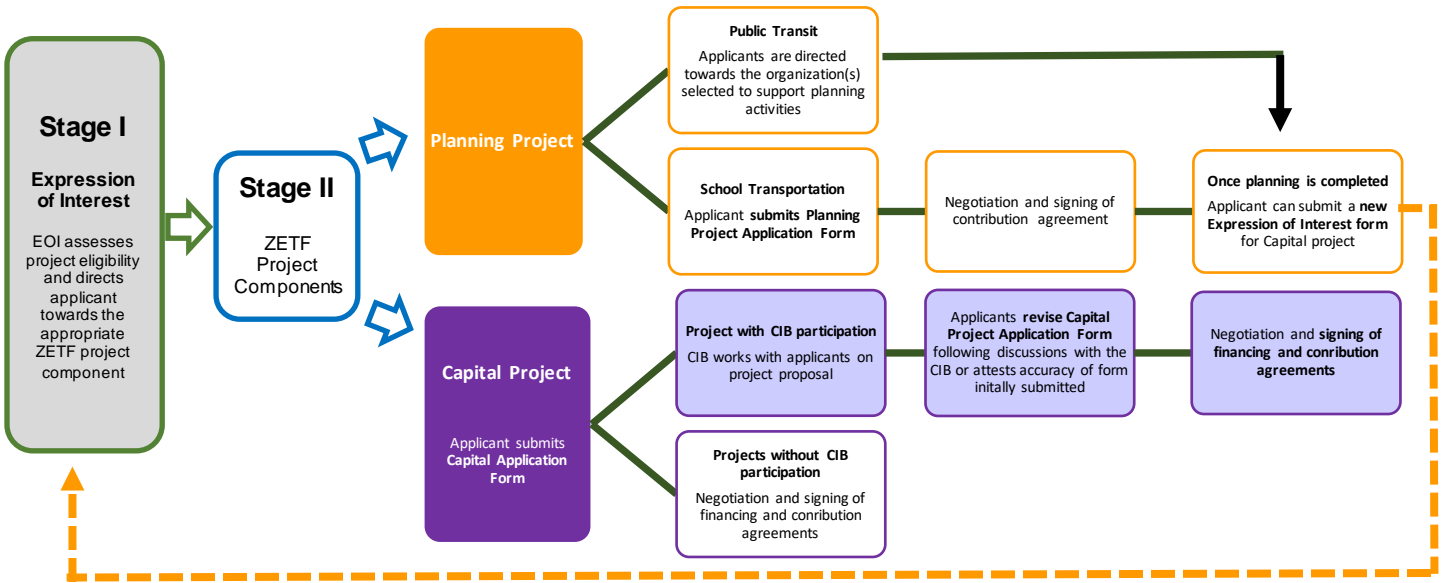 Stage I
Expression
of Interest
EOI assesses
project eligibility
and directs
applicant
towards the
appropriate
ZETF project
component
Stage II
ZETF
Project
Components
Planning Project
Public Transit
Applicants are directed
towards the organization(s)
selected to support planning
activities
School Transportation
Applicant submits Planning
Project Application Form
Negotiation and signing of
contribution agreement
Once planning is completed
Applicant can submit a new
Expression of Interest form
for Capital project
Capital Project
Applicant submits
Capital Application
Form
Project with CIB participation
CIB works with applicants on
project proposal
Applicants revise Capital
Project Application Form
following discussions with the
CIB or attests accuracy of form
initally submitted
Negotiation and signing of
financing and conribution
agreements
Projects without CIB
participation
Negotiation and signing of
financing and conribution
agreements